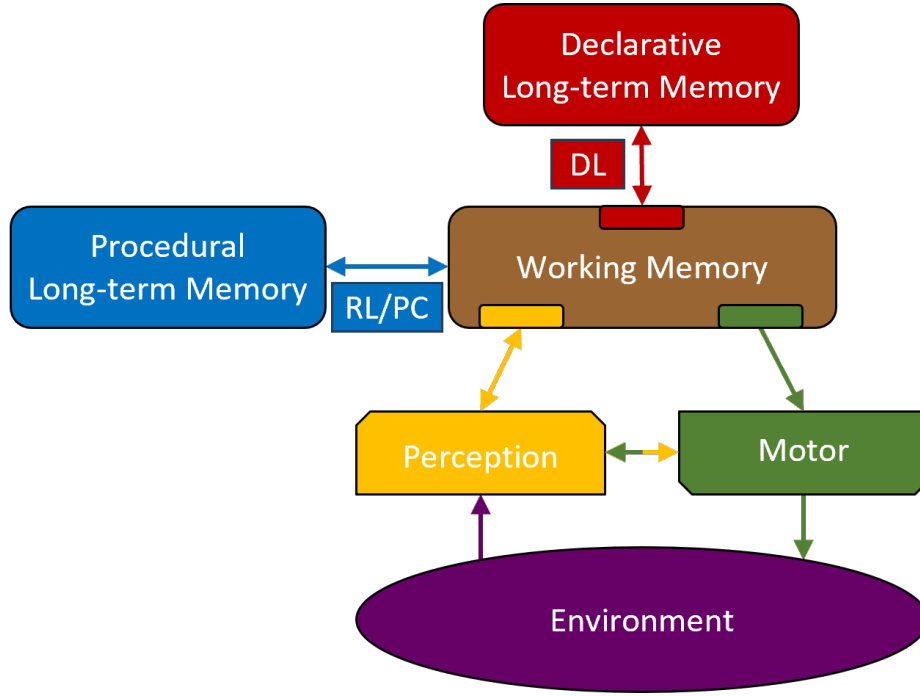 Declarative
Long-term Memory
DL
Procedural
Long-term Memory
RL/PC
Working Memory
Perception
Motor
Environment